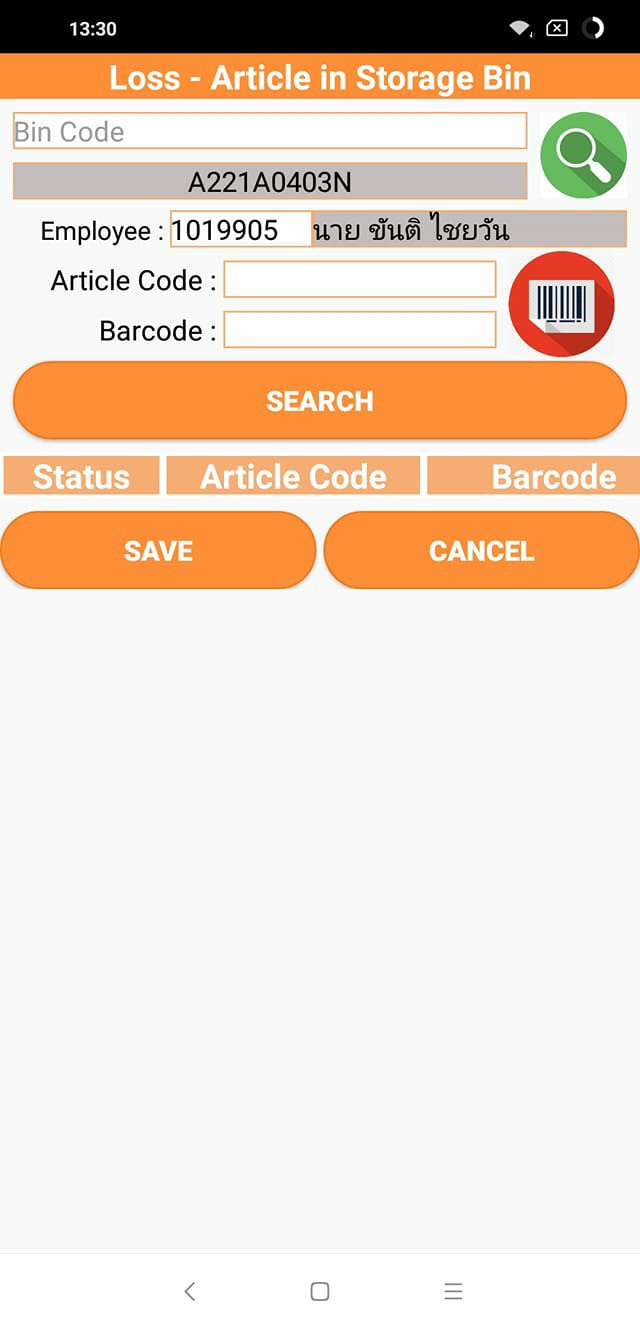 13:30
Loss - Article in Storage Bin
Bin Code
A221A0403N
Employee : 1019905 นาย ขันติ ไชยวัน
Article Code :
Barcode :
SEARCH
Status Article Code Barcode
SAVE CANCEL